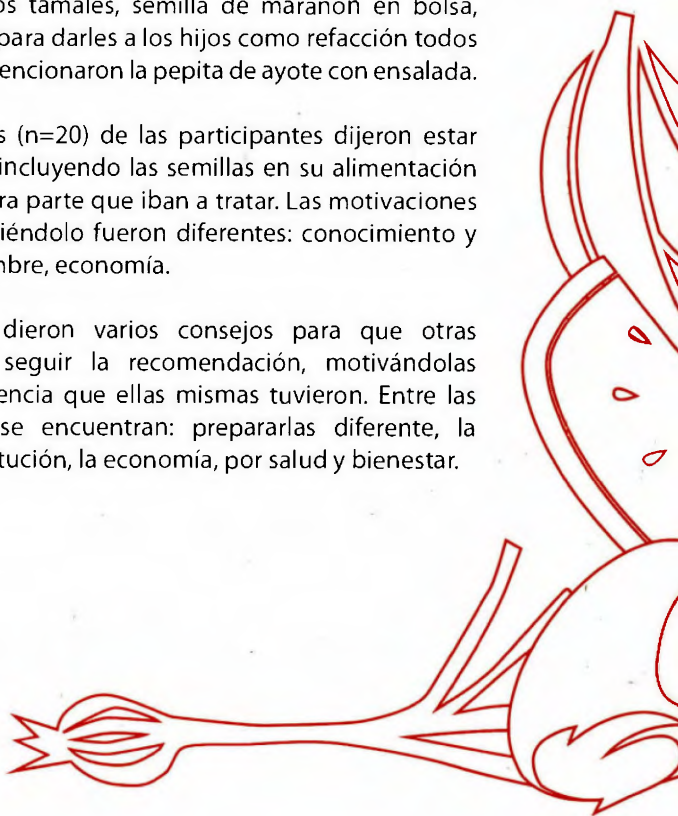 os tamales, semilla de marañón en bolsa,
para darles a los hijos como refacción todos
encionaron la pepita de ayote con ensalada.
s (n=20) de las participantes dijeron estar
incluyendo las semillas en su alimentación
ra parte que iban a tratar. Las motivaciones
iéndolo fueron diferentes: conocimiento y
mbre, economía.
dieron varios consejos para que otras
seguir la recomendación, motivándolas
encia que ellas mismas tuvieron. Entre las
se encuentran: prepararlas diferente, la
tución, la economía, por salud y bienestar.